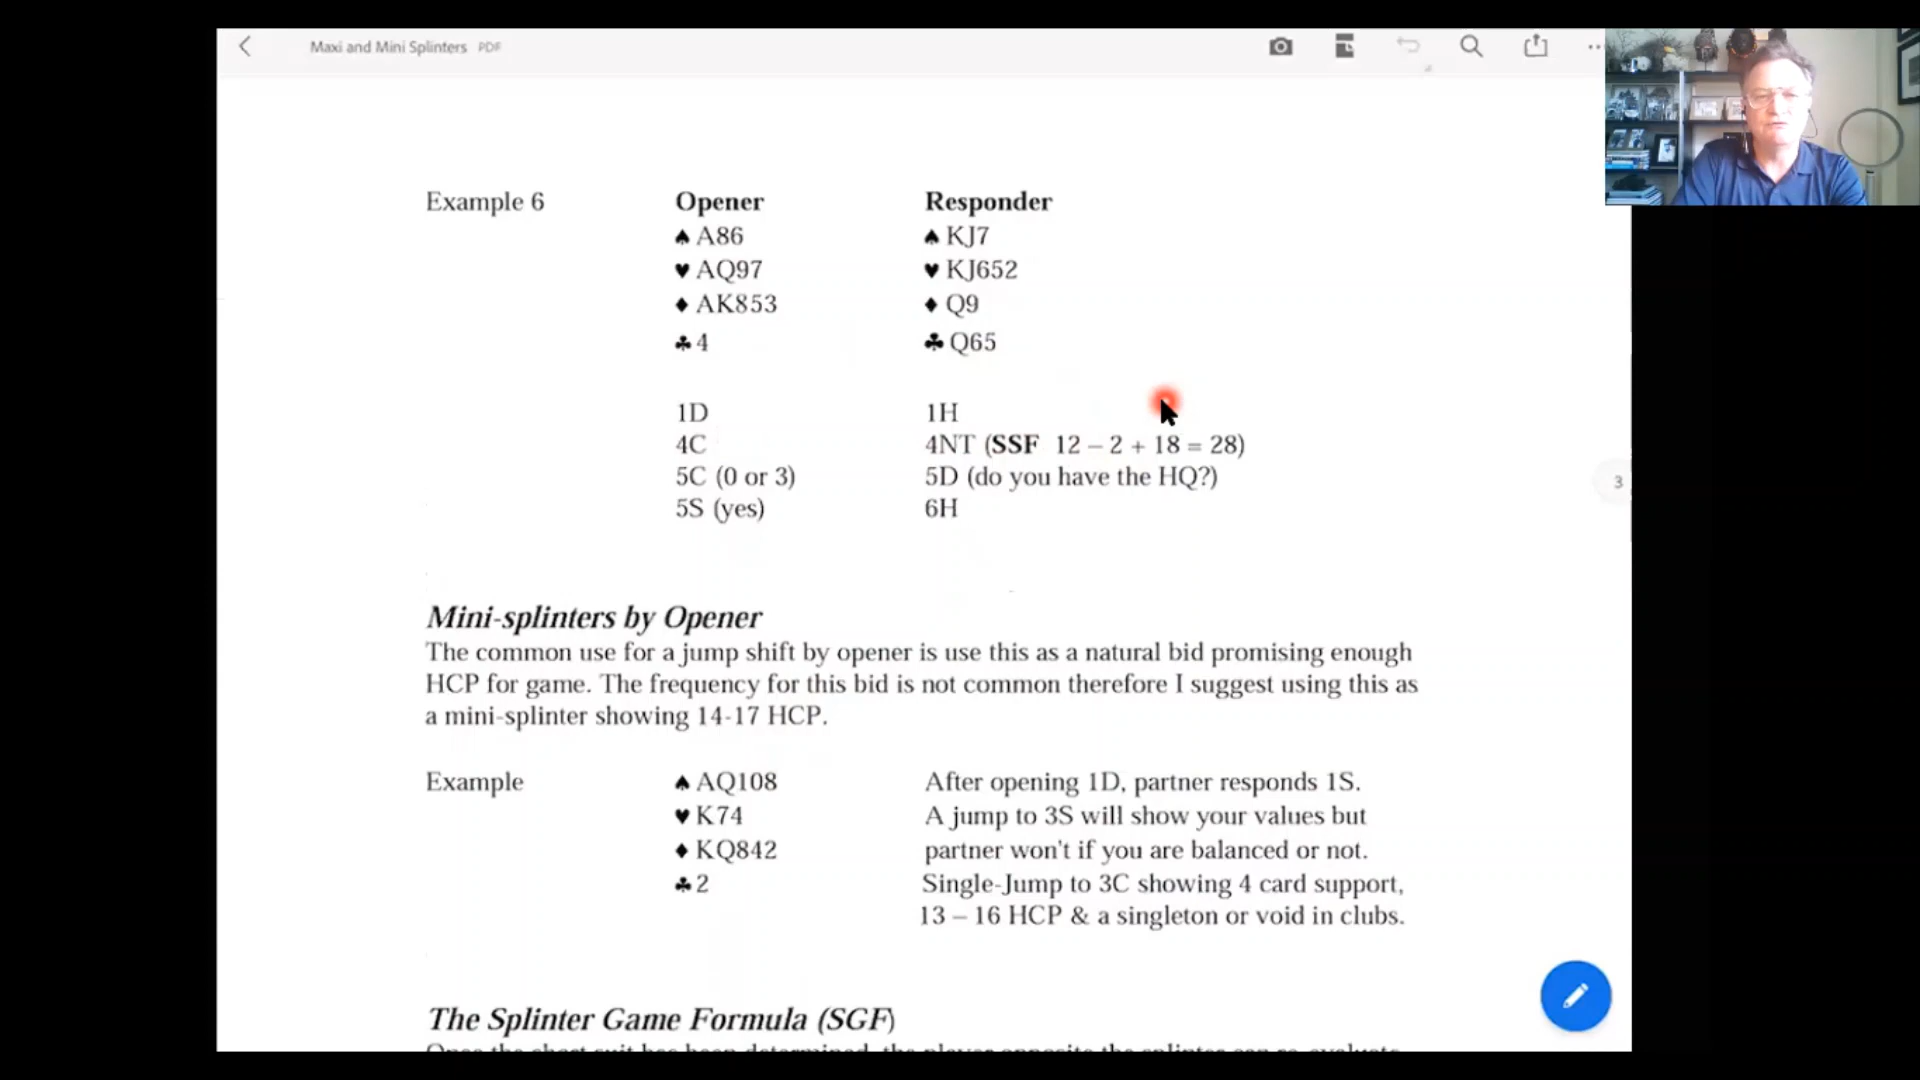 Maxi and Mini Splinters PDF
Example 6 Opener Responder
♠ A86 ♠ KJ7
♥ AQ97 ♥ KJ652
♦ AK853 ♦ Q9
♣ 4 ♣ Q65
1D 1H
4C 4NT (SSF 12 – 2 + 18 = 28)
5C (0 or 3) 5D (do you have the HQ?)
5S (yes) 6H
3
Mini-splinters by Opener
The common use for a jump shift by opener is use this as a natural bid promising enough
HCP for game. The frequency for this bid is not common therefore I suggest using this as
a mini-splinter showing 14-17 HCP.
Example ♠ AQ108 After opening 1D, partner responds 1S.
♥ K74 A jump to 3S will show your values but
♦ KQ842 partner won't if you are balanced or not.
♣ 2 Single-Jump to 3C showing 4 card support,
13 – 16 HCP & a singleton or void in clubs.
The Splinter Game Formula (SGF)